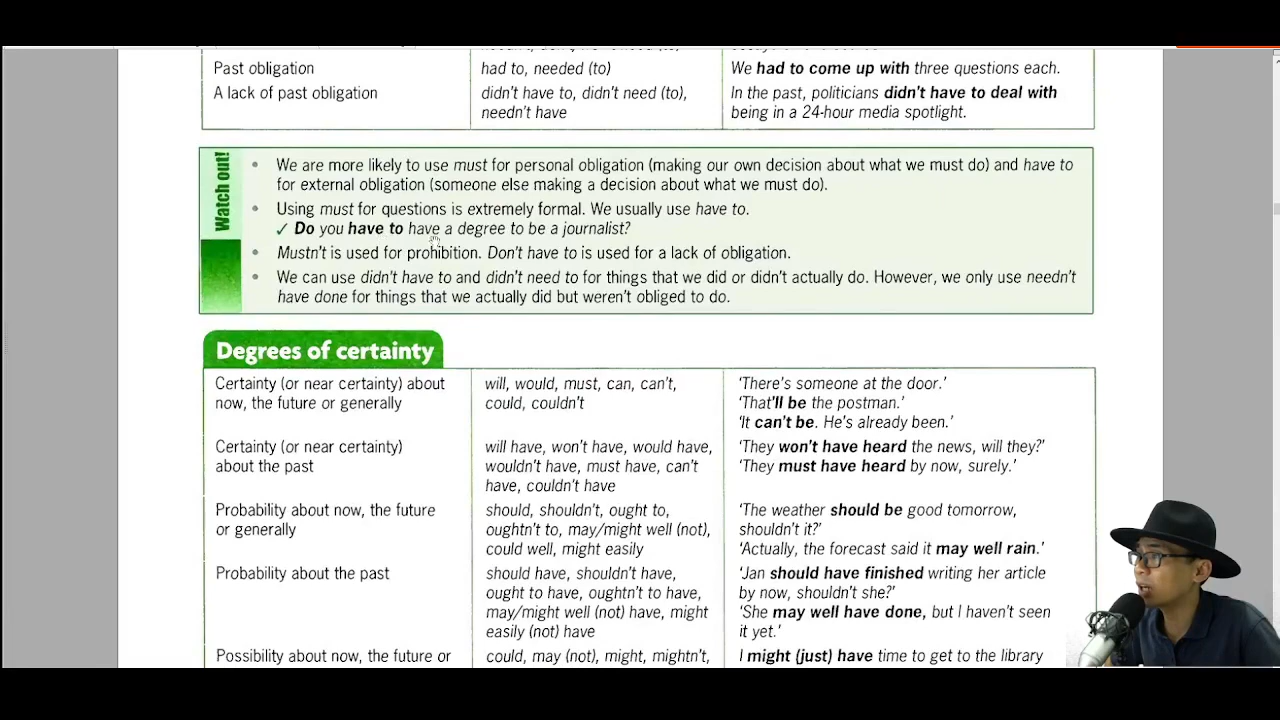 Past obligation
had to, needed (to)
We had to come up with three questions each.
A lack of past obligation
didn't have to, didn't need (to),
needn't have
In the past, politicians didn't have to deal with
being in a 24-hour media spotlight.
Watch out!
• We are more likely to use must for personal obligation (making our own decision about what we must do) and have to
for external obligation (someone else making a decision about what we must do).
• Using must for questions is extremely formal. We usually use have to.
✓ Do you have to have a degree to be a journalist?
• Mustn't is used for prohibition. Don't have to is used for a lack of obligation.
• We can use didn't have to and didn't need to for things that we did or didn't actually do. However, we only use needn't
have done for things that we actually did but weren't obliged to do.
Degrees of certainty
Certainty (or near certainty) about
now, the future or generally
will, would, must, can, can't,
could, couldn't
'There's someone at the door.'
'That'll be the postman.'
'It can't be. He's already been.'
Certainty (or near certainty)
about the past
will have, won't have, would have,
wouldn't have, must have, can't
have, couldn't have
'They won't have heard the news, will they?'
'They must have heard by now, surely.'
Probability about now, the future
or generally
should, shouldn't, ought to,
oughtn't to, may/might well (not),
could well, might easily
'The weather should be good tomorrow,
shouldn't it?'
'Actually, the forecast said it may well rain.'
Probability about the past
should have, shouldn't have,
ought to have, oughtn't to have,
may/might well (not) have, might
easily (not) have
'Jan should have finished writing her article
by now, shouldn't she?'
'She may well have done, but I haven't seen
it yet.'
Possibility about now, the future or
could, may (not), might, mightn't,
I might (just) have time to get to the library